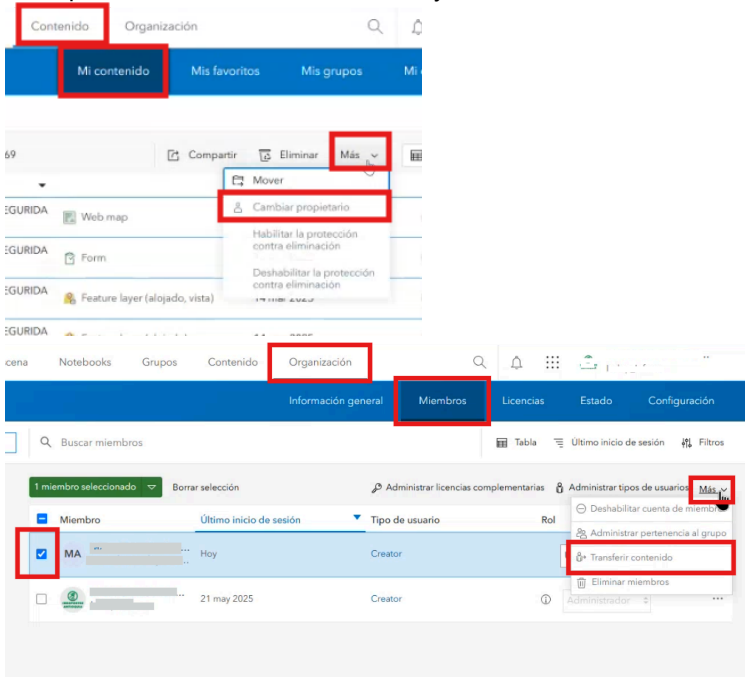 Contenido Organización
Mi contenido Mis favoritos Mis grupos Mi
69 Compartir Eliminar Más
Mover
Cambiar propietario
EGURIDA Web map
Habilitar la protección
contra eliminación
EGURIDA Form
Deshabilitar la protección
contra eliminación
EGURIDA Feature layer (alojado, vista) 14 mar 2025
EGURIDA
cena Notebooks Grupos Contenido Organización
Información general Miembros Licencias Estado Configuración
Buscar miembros Tabla Último inicio de sesión Filtros
1 miembro seleccionado Borrar selección Administrar licencias complementarias Administrar tipos de usuarios Más
Deshabilitar cuenta de miembro
Miembro Último inicio de sesión Tipo de usuario Rol
Administrar pertenencia al grupo
MA Hoy Creator
Transferir contenido
Eliminar miembros
21 may 2025 Creator Administrador